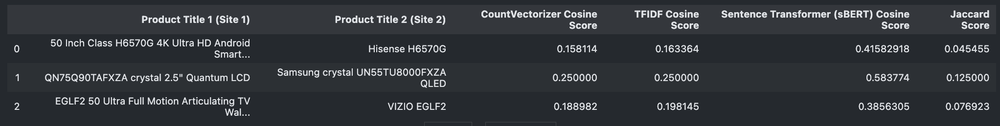 Product Title 1 (Site 1) Product Title 2 (Site 2) CountVectorizer Cosine Score TFIDF Cosine Score Sentence Transformer (sBERT) Cosine Score Jaccard Score
0 50 Inch Class H6570G 4K Ultra HD Android Smart... Hisense H6570G 0.158114 0.163364 0.41582918 0.045455
1 QN75Q90TAFXZA crystal 2.5" Quantum LCD Samsung crystal UN55TU8000FXZA QLED 0.250000 0.250000 0.583774 0.125000
2 EGLF2 50 Ultra Full Motion Articulating TV Wal... VIZIO EGLF2 0.188982 0.198145 0.3856305 0.076923